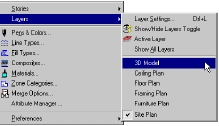 Stories
Layers
Pens & Colors...
Line Types...
Fill Types...
Composites...
Materials...
Zone Categories...
Merge Options...
Attribute Manager...
Preferences
Layer Settings... Ctrl+L
Show/Hide Layers Toggle
Active Layer
Show All Layers
3D Model
Ceiling Plan
Floor Plan
Framing Plan
Furniture Plan
Site Plan